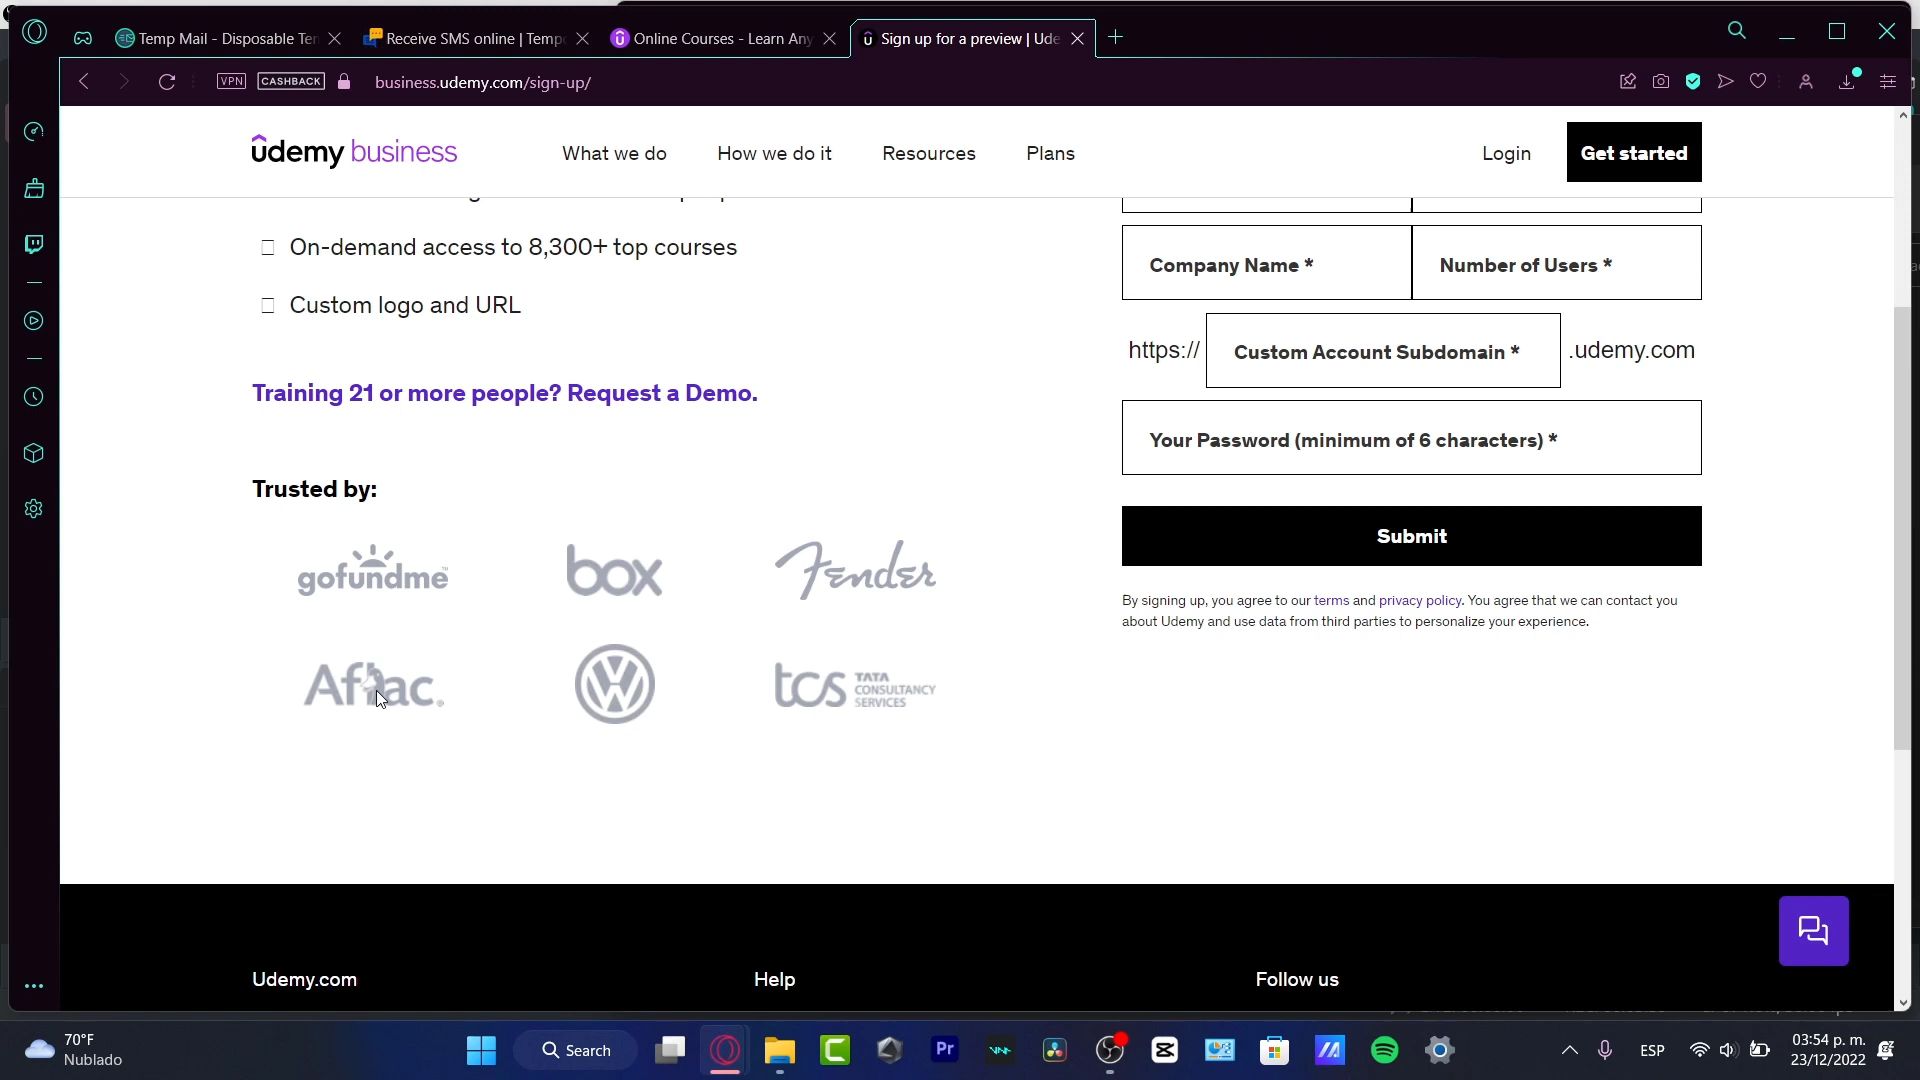 Temp Mail - Disposable Ten
Receive SMS online | Temp
Online Courses - Learn Any
Sign up for a preview | Ude
VPN
CASHBACK
business.udemy.com/sign-up/
udemy business
What we do
How we do it
Resources
Plans
Login
Get started
On-demand access to 8,300+ top courses
Custom logo and URL
Training 21 or more people? Request a Demo.
Trusted by:
gofundme
box
Fender
Aflac
tcs TATA
CONSULTANCY
SERVICES
Company Name *
Number of Users *
https://
Custom Account Subdomain *
.udemy.com
Your Password (minimum of 6 characters) *
Submit
By signing up, you agree to our terms and privacy policy. You agree that we can contact you
about Udemy and use data from third parties to personalize your experience.
Udemy.com
Help
Follow us
70°F
Nublado
Search
Pr
ESP
03:54 p. m.
23/12/2022